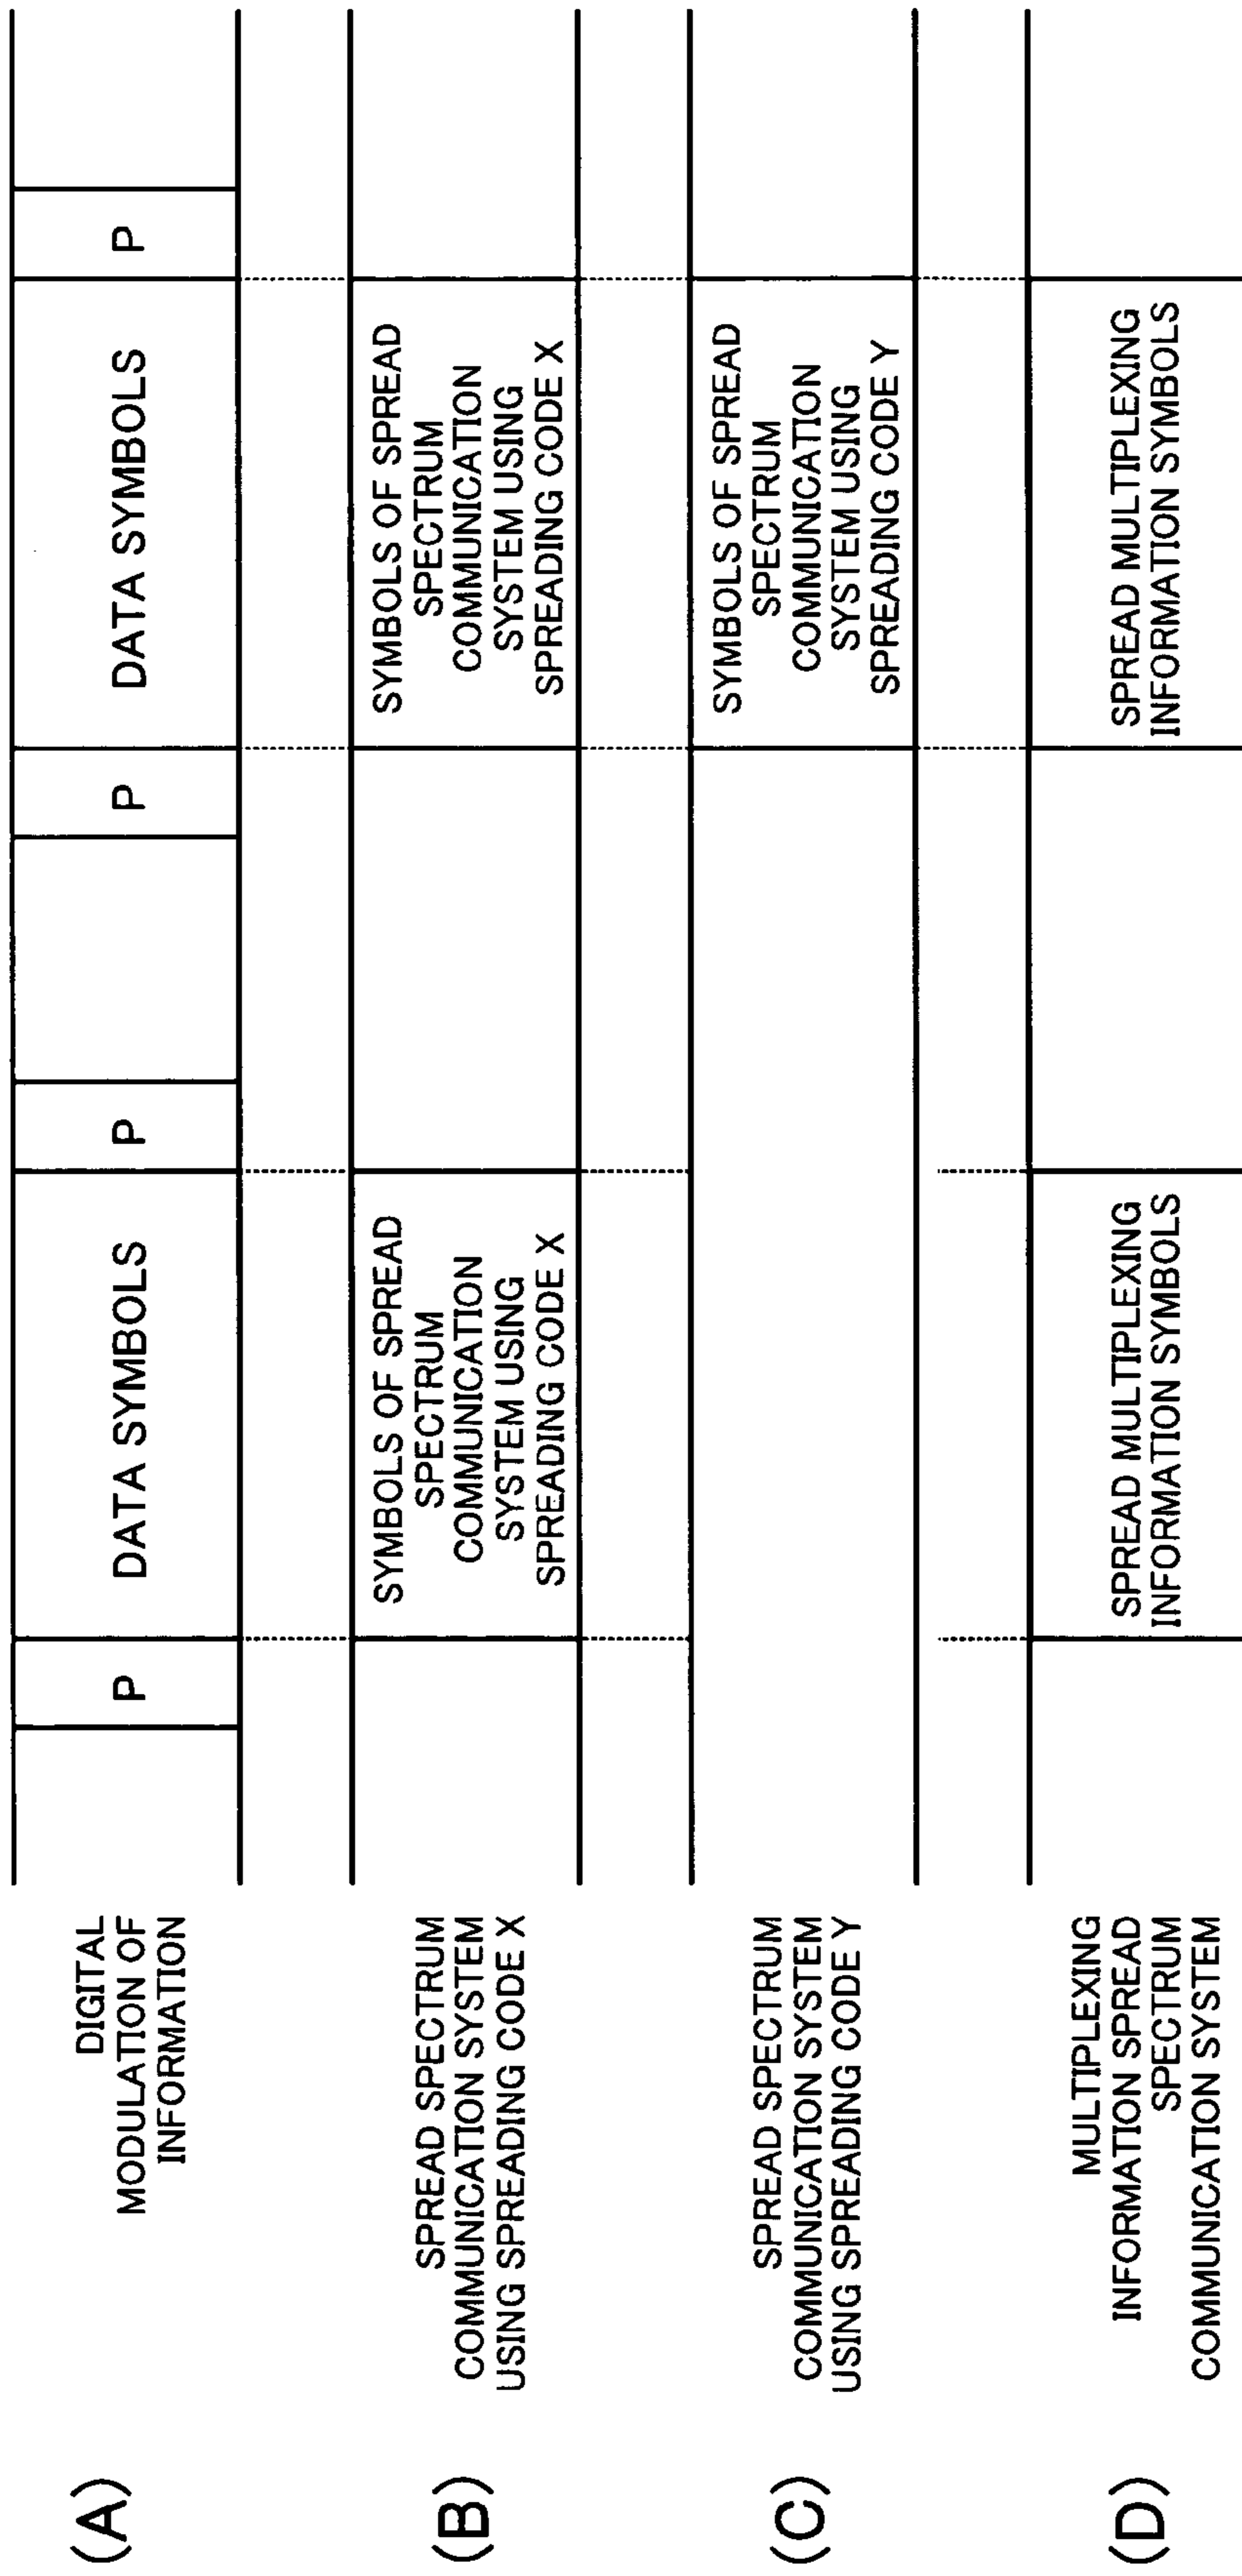 (A)
DIGITAL
MODULATION OF
INFORMATION
P
DATA SYMBOLS
P
P
DATA SYMBOLS
P
(B)
SPREAD SPECTRUM
COMMUNICATION SYSTEM
USING SPREADING CODE X
SYMBOLS OF SPREAD
SPECTRUM
COMMUNICATION
SYSTEM USING
SPREADING CODE X
SYMBOLS OF SPREAD
SPECTRUM
COMMUNICATION
SYSTEM USING
SPREADING CODE X
(C)
SPREAD SPECTRUM
COMMUNICATION SYSTEM
USING SPREADING CODE Y
SYMBOLS OF SPREAD
SPECTRUM
COMMUNICATION
SYSTEM USING
SPREADING CODE Y
(D)
MULTIPLEXING
INFORMATION SPREAD
SPECTRUM
COMMUNICATION SYSTEM
SPREAD MULTIPLEXING
INFORMATION SYMBOLS
SPREAD MULTIPLEXING
INFORMATION SYMBOLS